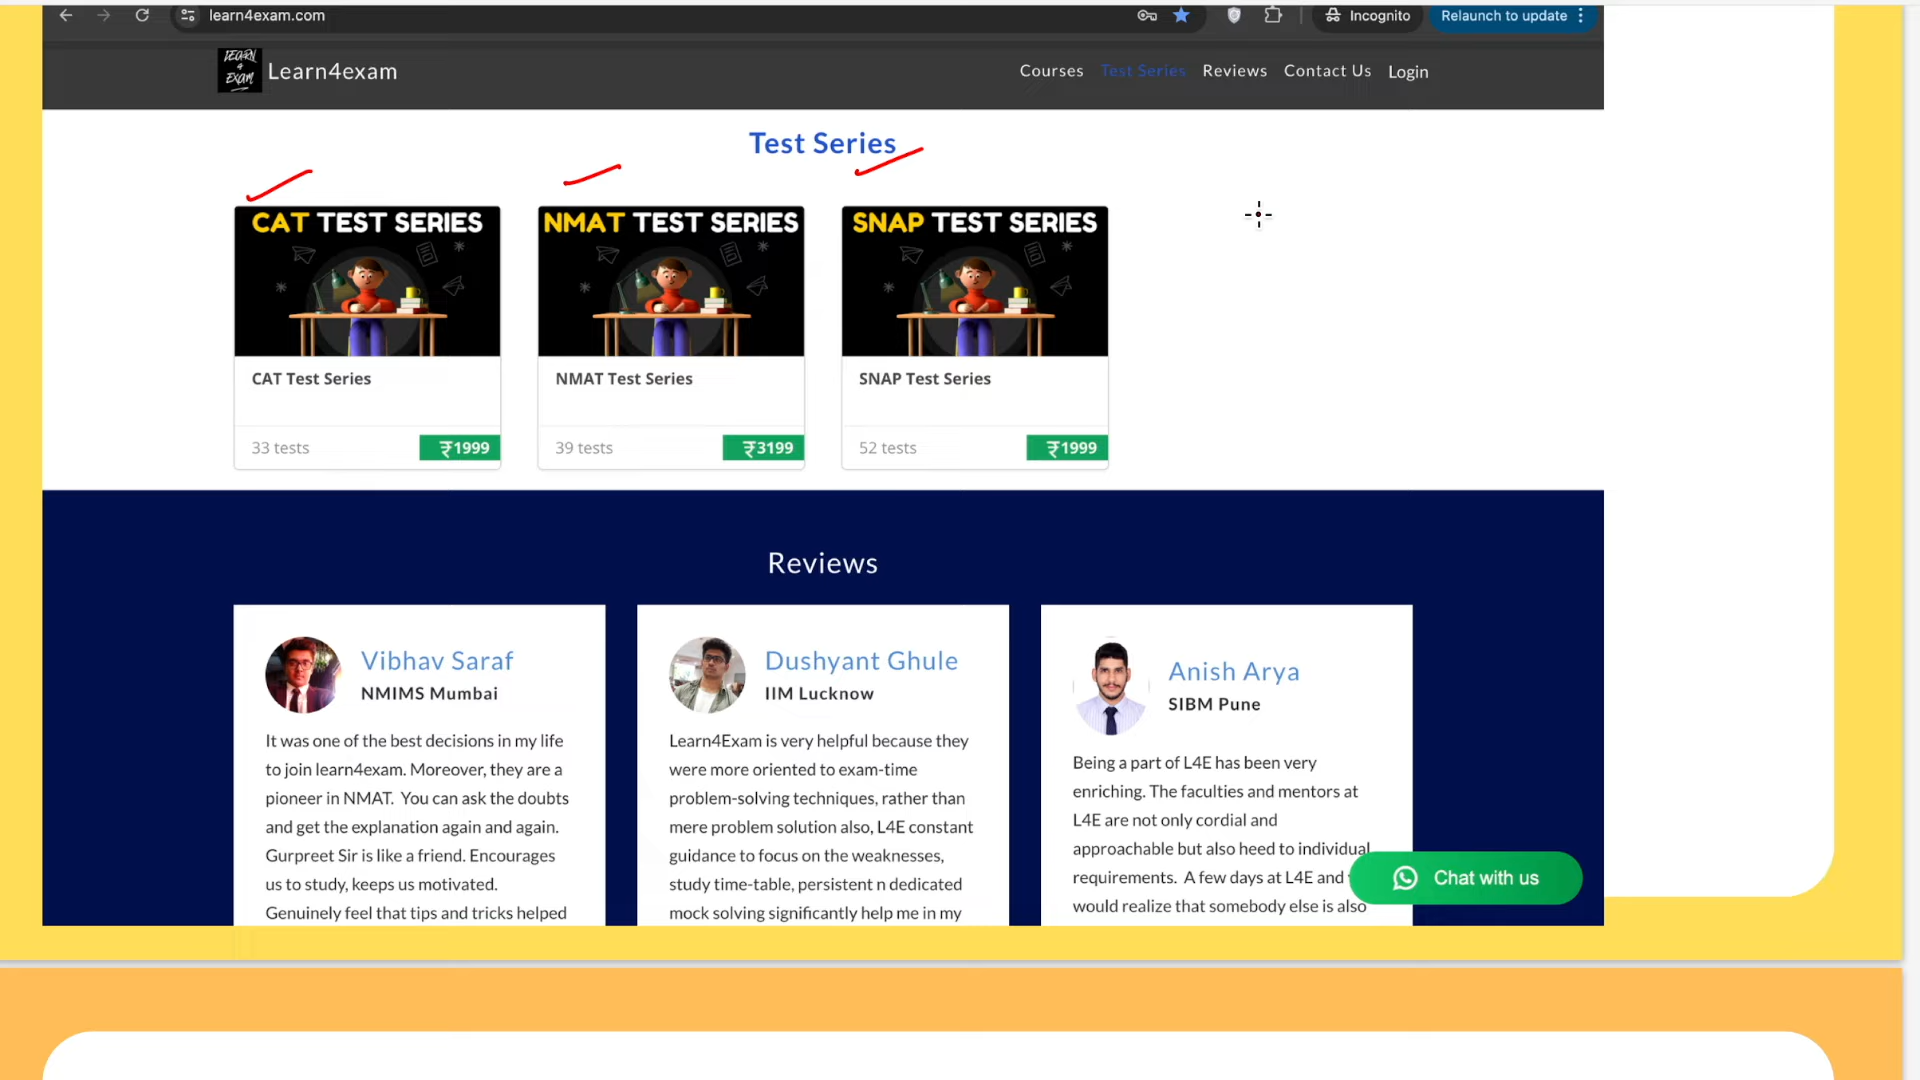 learn4exam.com
Incognito
Relaunch to update
LEARN
4
EXAM
Learn4exam
Courses
Test Series
Reviews
Contact Us
Login
Test Series
CAT TEST SERIES
NMAT TEST SERIES
SNAP TEST SERIES
CAT Test Series
NMAT Test Series
SNAP Test Series
33 tests
₹1999
39 tests
₹3199
52 tests
₹1999
Reviews
Vibhav Saraf
NMIMS Mumbai
It was one of the best decisions in my life
to join learn4exam. Moreover, they are a
pioneer in NMAT. You can ask the doubts
and get the explanation again and again.
Gurpreet Sir is like a friend. Encourages
us to study, keeps us motivated.
Genuinely feel that tips and tricks helped
Dushyant Ghule
IIM Lucknow
Learn4Exam is very helpful because they
were more oriented to exam-time
problem-solving techniques, rather than
mere problem solution also, L4E constant
guidance to focus on the weaknesses,
study time-table, persistent n dedicated
mock solving significantly help me in my
Anish Arya
SIBM Pune
Being a part of L4E has been very
enriching. The faculties and mentors at
L4E are not only cordial and
approachable but also heed to individual
requirements. A few days at L4E and
would realize that somebody else is also
Chat with us